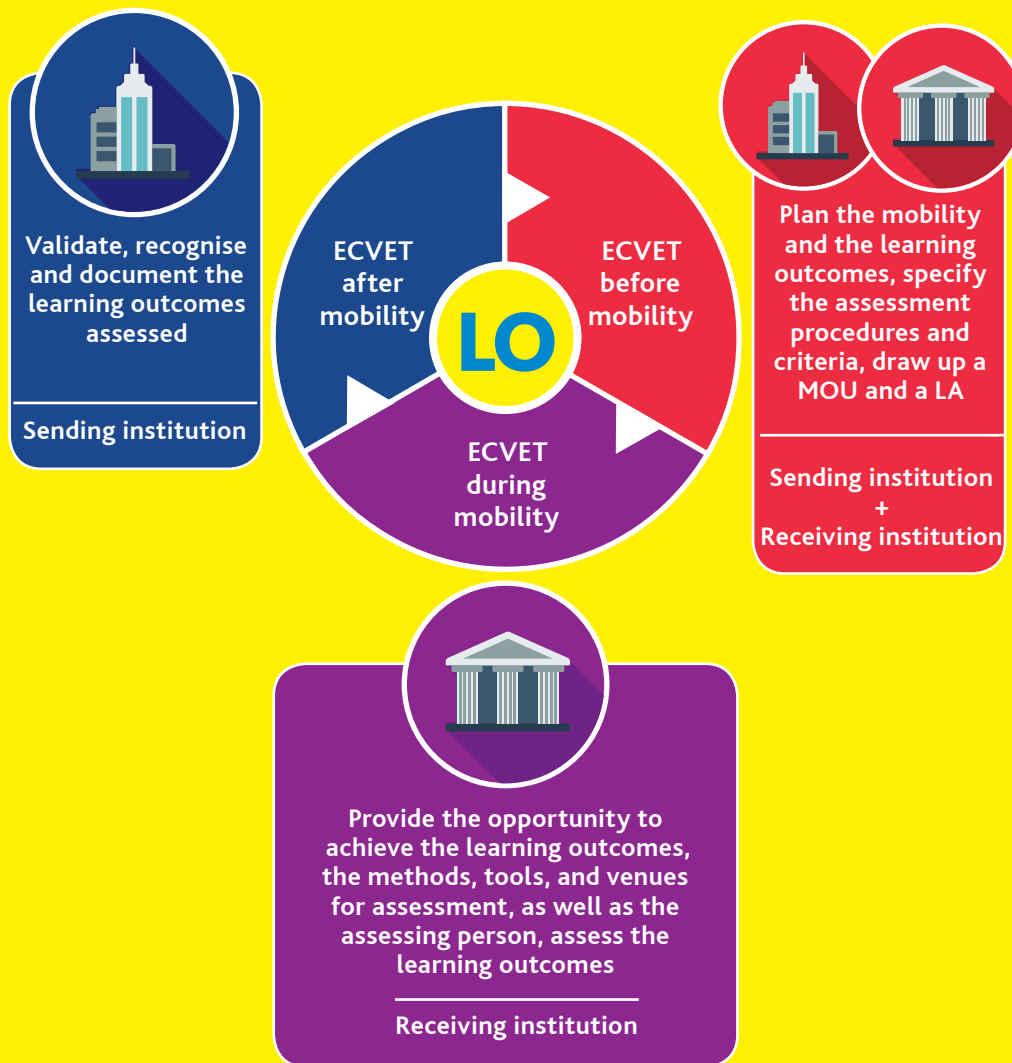 Validate, recognise
and document the
learning outcomes
assessed
Sending institution
ECVET
after
mobility
ECVET
before
mobility
LO
ECVET
during
mobility
Plan the mobility
and the learning
outcomes, specify
the assessment
procedures and
criteria, draw up a
MOU and a LA
Sending institution
+
Receiving institution
Provide the opportunity to
achieve the learning outcomes,
the methods, tools, and venues
for assessment, as well as the
assessing person, assess the
learning outcomes
Receiving institution